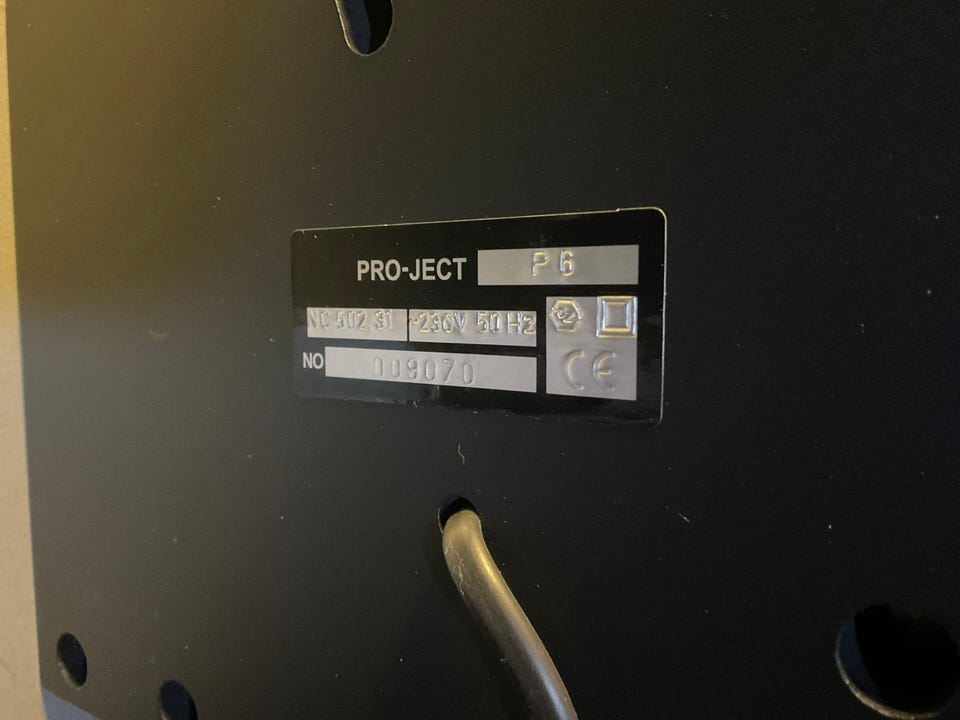 PRO-JECT P 6
NC 502 31 ~230V 50 Hz
NO 009070
CE